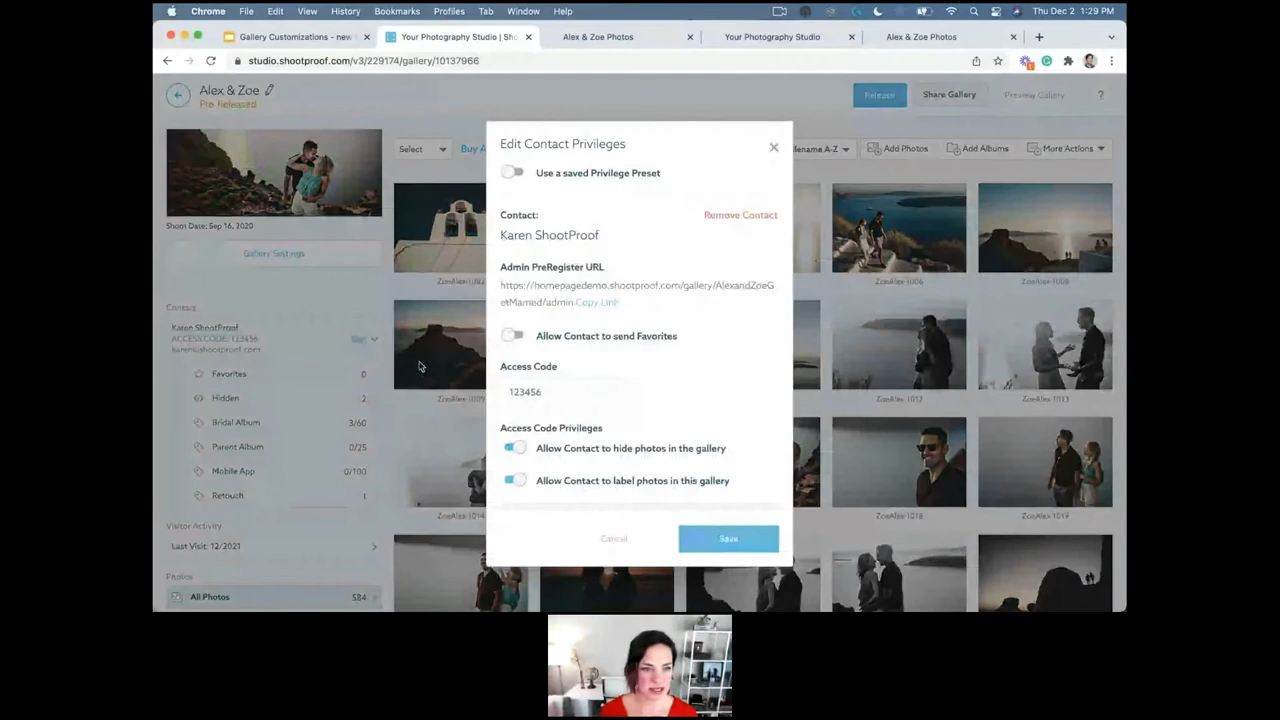 Chrome File Edit View History Bookmarks Profiles Tab Window Help Thu Dec 2 1:29 PM
Gallery Customizations - new Your Photography Studio | Sho Alex & Zoe Photos Your Photography Studio Alex & Zoe Photos
studio.shootproof.com/v3/229174/gallery/10137966
Alex & Zoe
Pre-Released
Release Share Gallery Preview Gallery ?
Select Buy A ilename A-Z Add Photos Add Albums More Actions
Shoot Date: Sep 16, 2020
Gallery Settings
Contact
Karen ShootProof
ACCESS CODE: 123456
karen@shootproof.com
Favorites 0
Hidden 2
Bridal Album 3/60
Parent Album 0/25
Mobile App 0/100
Retouch 1
Visitor Activity
Last Visit: 12/2021
Photos
All Photos 584
Edit Contact Privileges
Use a saved Privilege Preset
Contact: Remove Contact
Karen ShootProof
Admin PreRegister URL
https://homepagedemo.shootproof.com/gallery/AlexandZoeG
etMarried/admin Copy Link
Allow Contact to send Favorites
Access Code
123456
Access Code Privileges
Allow Contact to hide photos in the gallery
Allow Contact to label photos in this gallery
Cancel Save
ZoeAlex-1006
ZoeAlex-1008
ZoeAlex-1009
ZoeAlex-1012
ZoeAlex-1013
ZoeAlex-1014
ZoeAlex-1018
ZoeAlex-1019